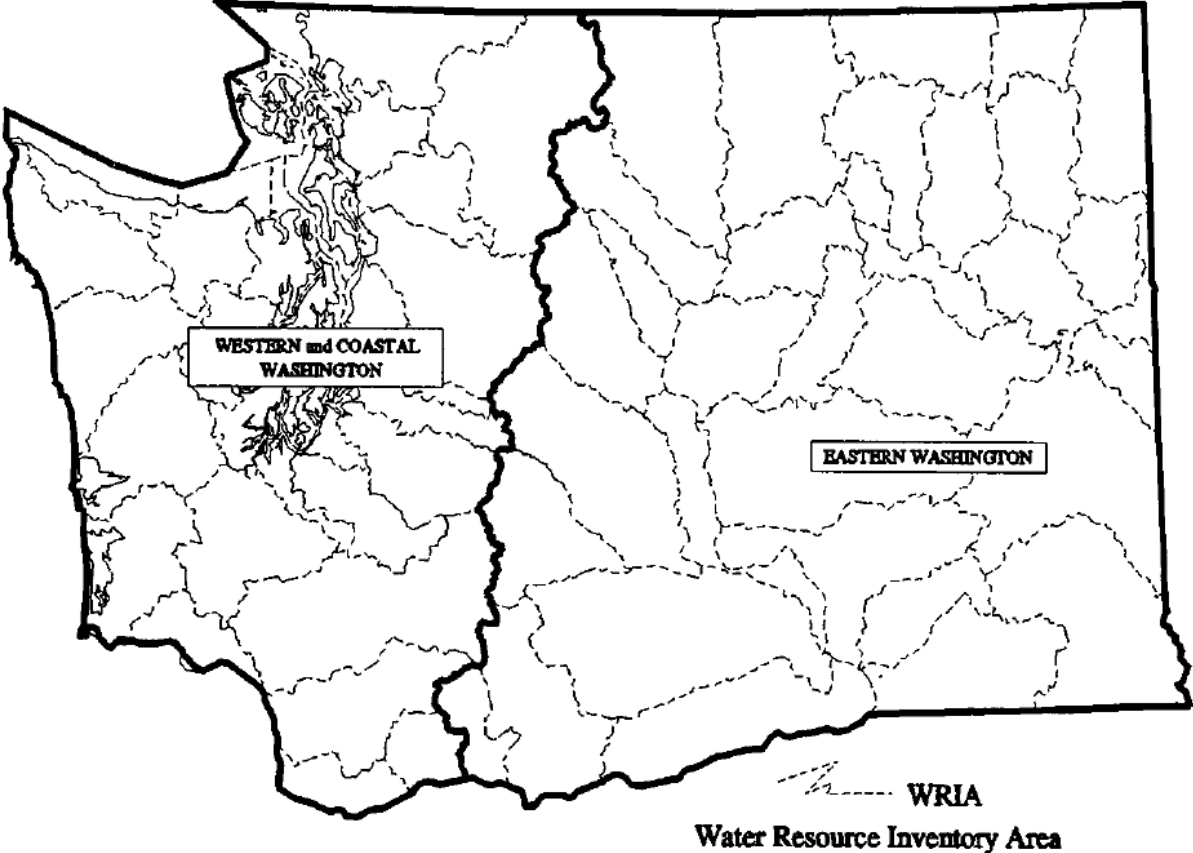 WESTERN and COASTAL
WASHINGTON
EASTERN WASHINGTON
WRIA
Water Resource Inventory Area